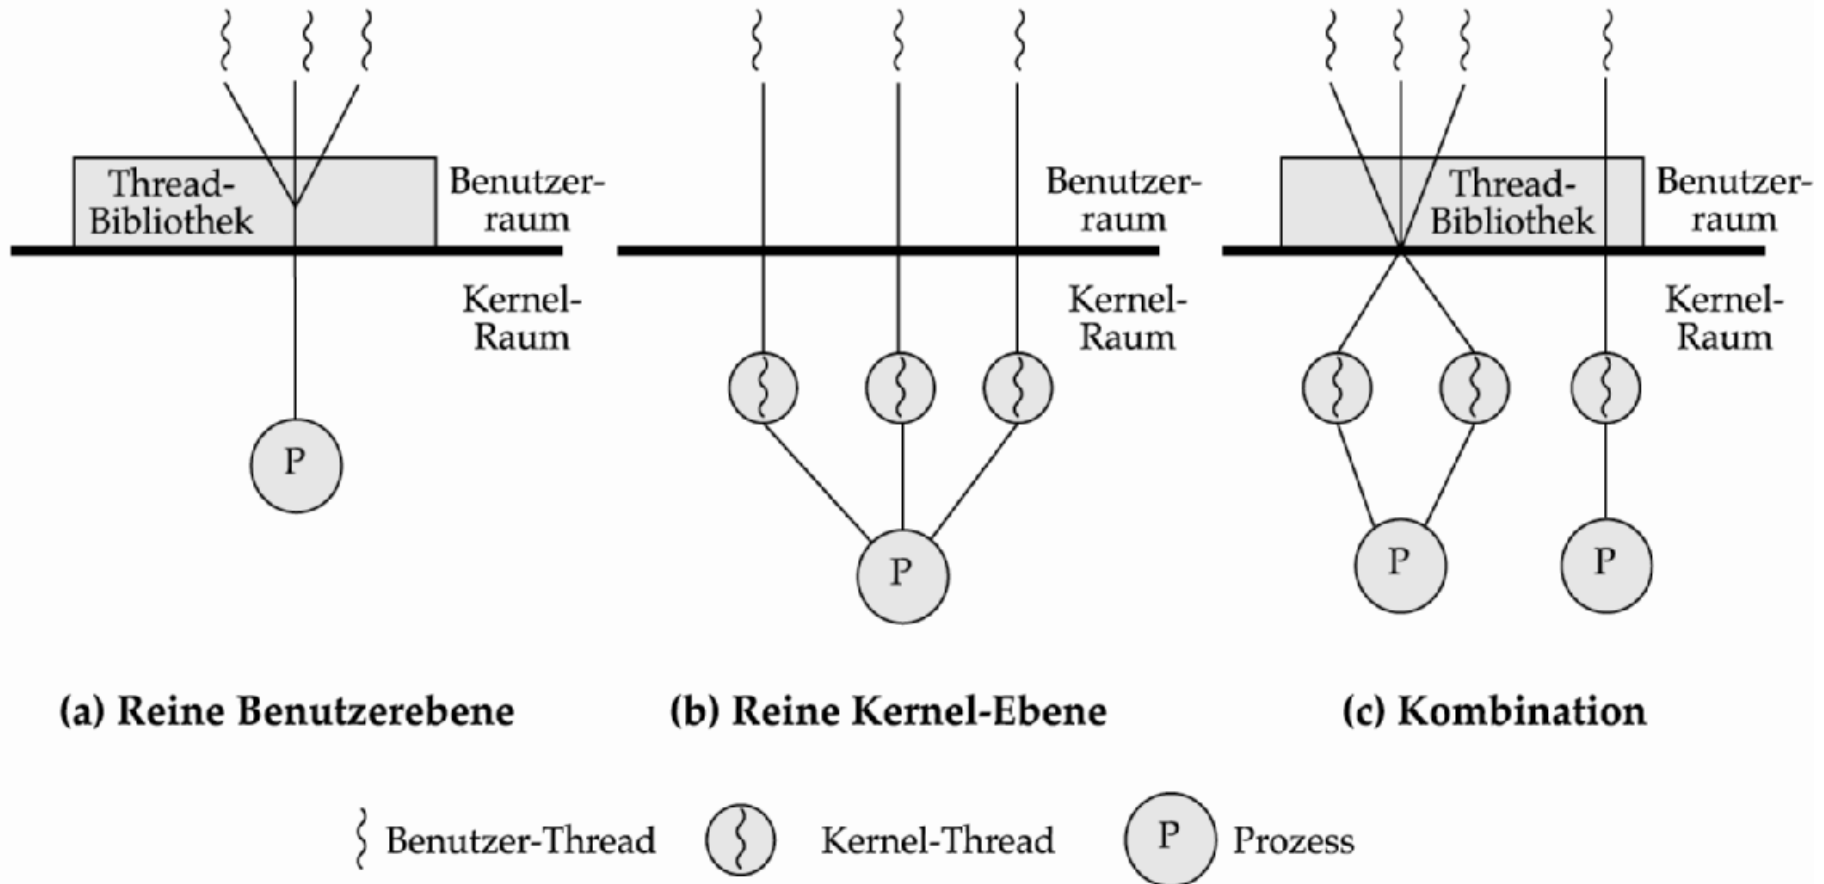 Thread-
Bibliothek
Benutzer-
raum
Kernel-
Raum
P
(a) Reine Benutzerebene
Benutzer-
raum
Kernel-
Raum
P
(b) Reine Kernel-Ebene
Thread-
Bibliothek
Benutzer-
raum
Kernel-
Raum
P
P
(c) Kombination
Benutzer-Thread
Kernel-Thread
P
Prozess